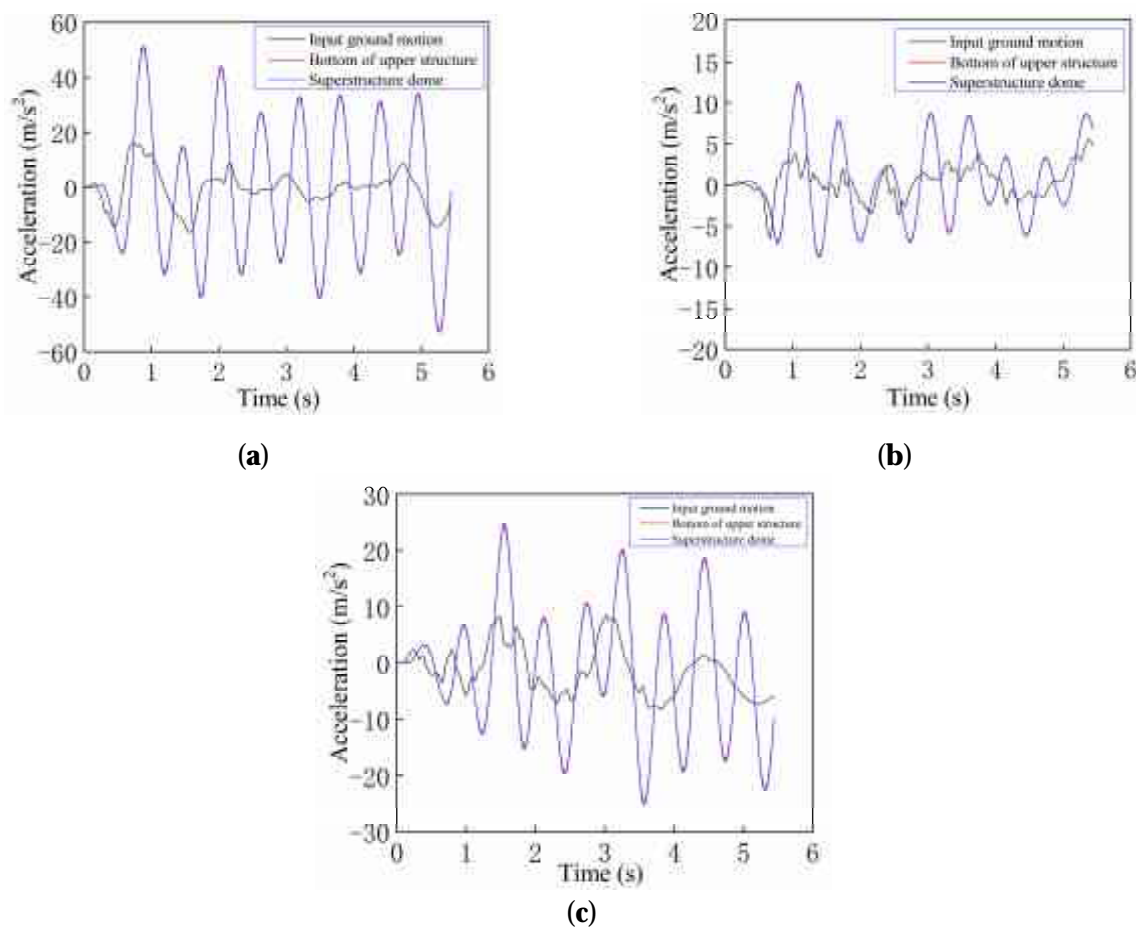 60
40
20
0
−20
−40
−60
0 1 2 3 4 5 6
Acceleration (m/s²)
Time (s)
Input ground motion
Bottom of upper structure
Superstructure dome
(a)
20
15
10
5
0
−5
−10
−15
−20
0 1 2 3 4 5 6
Acceleration (m/s²)
Time (s)
Input ground motion
Bottom of upper structure
Superstructure dome
(b)
30
20
10
0
−10
−20
−30
0 1 2 3 4 5 6
Acceleration (m/s²)
Time (s)
Input ground motion
Bottom of upper structure
Superstructure dome
(c)